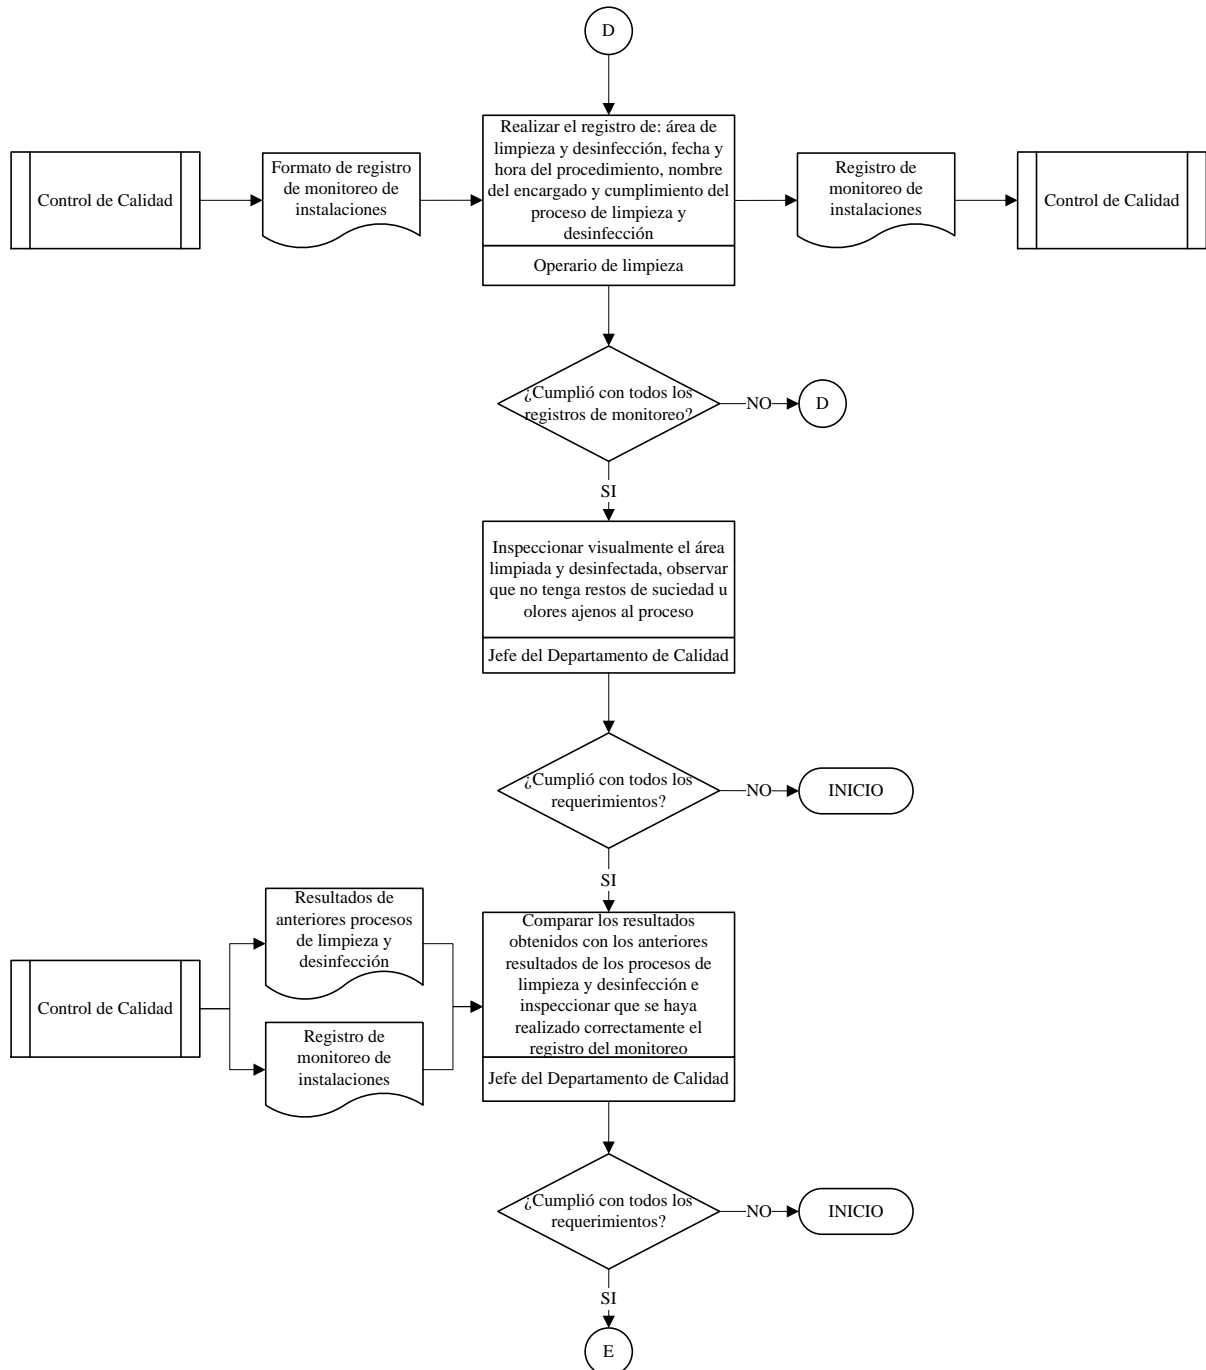 D
Control de Calidad
Formato de registro
de monitoreo de
instalaciones
Realizar el registro de: área de
limpieza y desinfección, fecha y
hora del procedimiento, nombre
del encargado y cumplimiento del
proceso de limpieza y
desinfección
Operario de limpieza
Registro de
monitoreo de
instalaciones
Control de Calidad
¿Cumplió con todos los
registros de monitoreo?
NO
D
SI
Inspeccionar visualmente el área
limpiada y desinfectada, observar
que no tenga restos de suciedad u
olores ajenos al proceso
Jefe del Departamento de Calidad
¿Cumplió con todos los
requerimientos?
NO
INICIO
SI
Control de Calidad
Resultados de
anteriores procesos
de limpieza y
desinfección
Registro de
monitoreo de
instalaciones
Comparar los resultados
obtenidos con los anteriores
resultados de los procesos de
limpieza y desinfección e
inspeccionar que se haya
realizado correctamente el
registro del monitoreo
Jefe del Departamento de Calidad
¿Cumplió con todos los
requerimientos?
NO
INICIO
SI
E